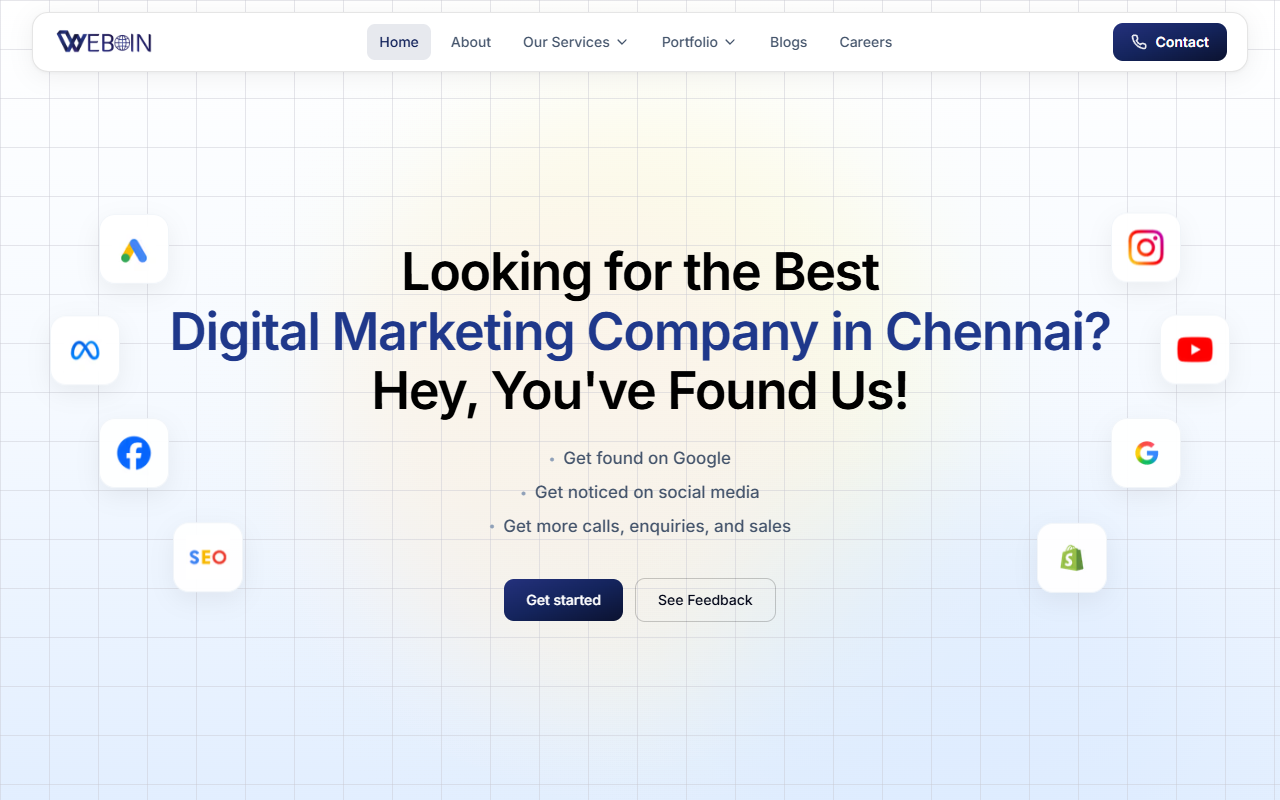 WEBOIN
Home
About
Our Services
Portfolio
Blogs
Careers
Contact
Looking for the Best
Digital Marketing Company in Chennai?
Hey, You've Found Us!
• Get found on Google
• Get noticed on social media
• Get more calls, enquiries, and sales
SEO
Get started
See Feedback